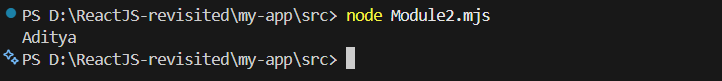 PS D:\ReactJS-revisited\my-app\src> node Module2.mjs
Aditya
PS D:\ReactJS-revisited\my-app\src>